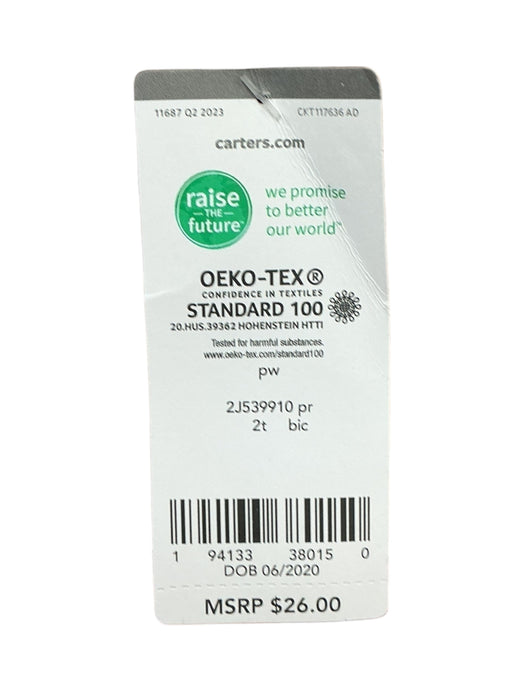 11687 Q2 2023 CKT117636 AD
carters.com
raise
THE
future™
we promise
to better
our world™
OEKO-TEX ®
CONFIDENCE IN TEXTILES
STANDARD 100
20.HUS.39362 HOHENSTEIN HTTI
Tested for harmful substances.
www.oeko-tex.com/standard100
pw
2J539910 pr
2t bic
1 94133 38015 0
DOB 06/2020
MSRP $26.00